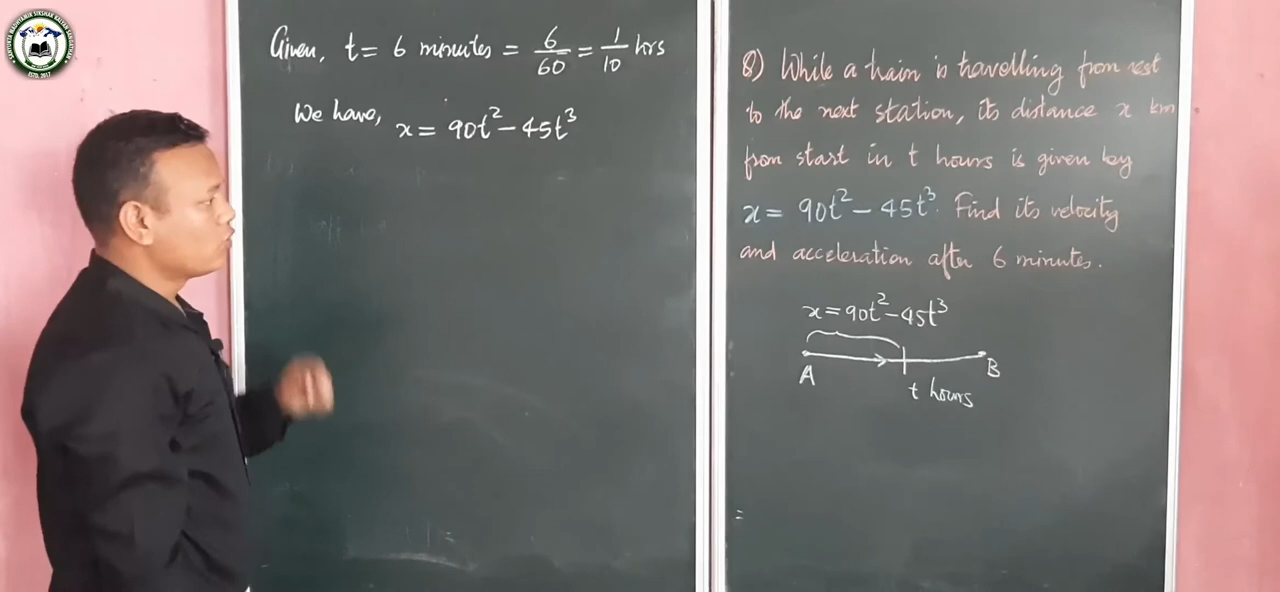 Given, t = 6 minutes = 6/60 = 1/10 hrs
We have, x = 90t² - 45t³
8) While a train is travelling from rest
to the next station, its distance x km
from start in t hours is given by
x = 90t² - 45t³. Find its velocity
and acceleration after 6 minutes.
x = 90t² - 45t³
A
B
t hours
=
ESTD. 2017